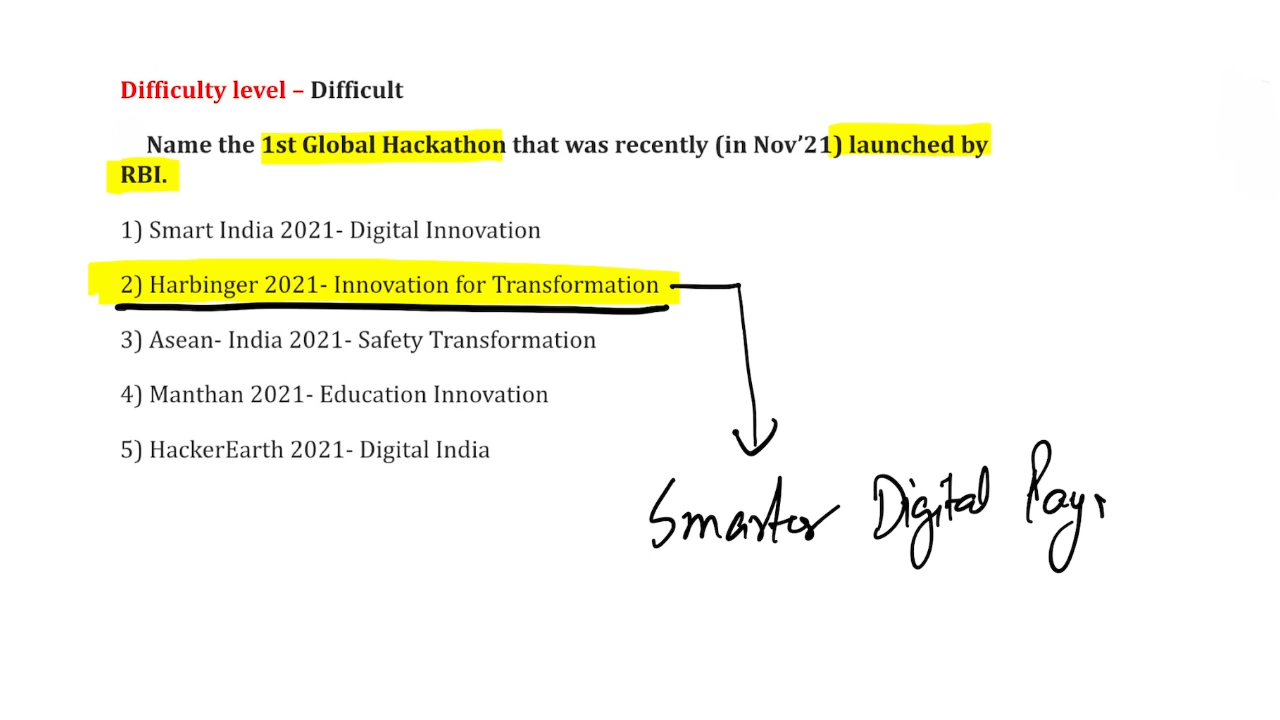 Difficulty level – Difficult
Name the 1st Global Hackathon that was recently (in Nov’21) launched by
RBI.
1) Smart India 2021- Digital Innovation
2) Harbinger 2021- Innovation for Transformation
3) Asean- India 2021- Safety Transformation
4) Manthan 2021- Education Innovation
5) HackerEarth 2021- Digital India
Smarter Digital Pay